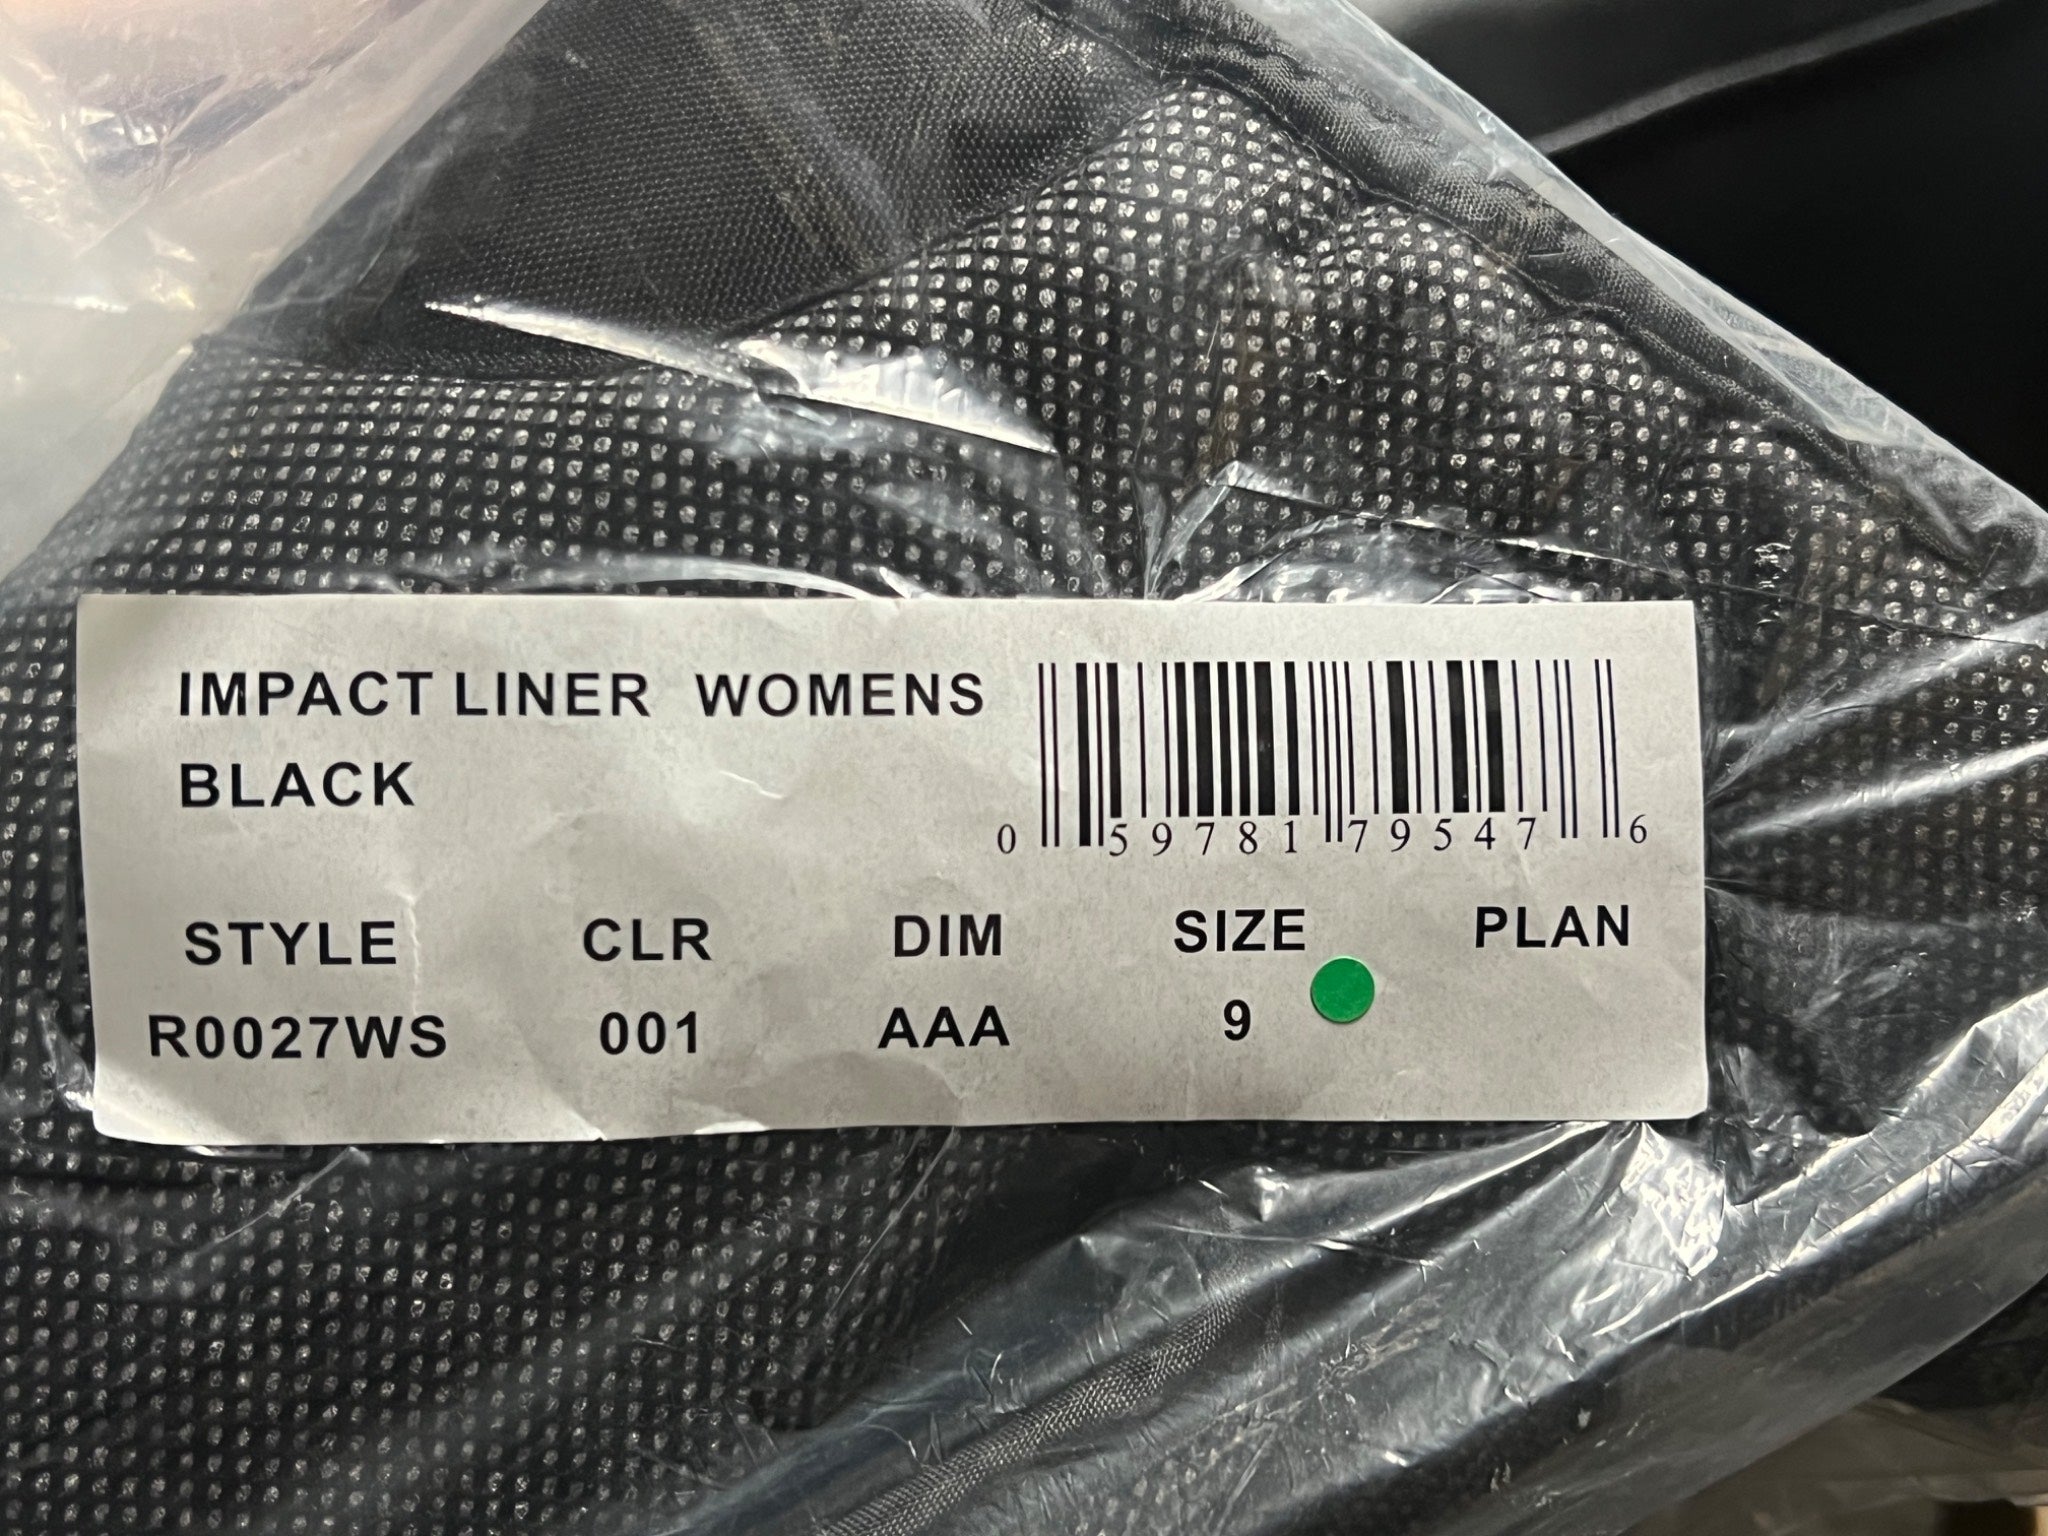 IMPACT LINER WOMENS
BLACK
0 59781 79547 6
STYLE CLR DIM SIZE PLAN
R0027WS 001 AAA 9